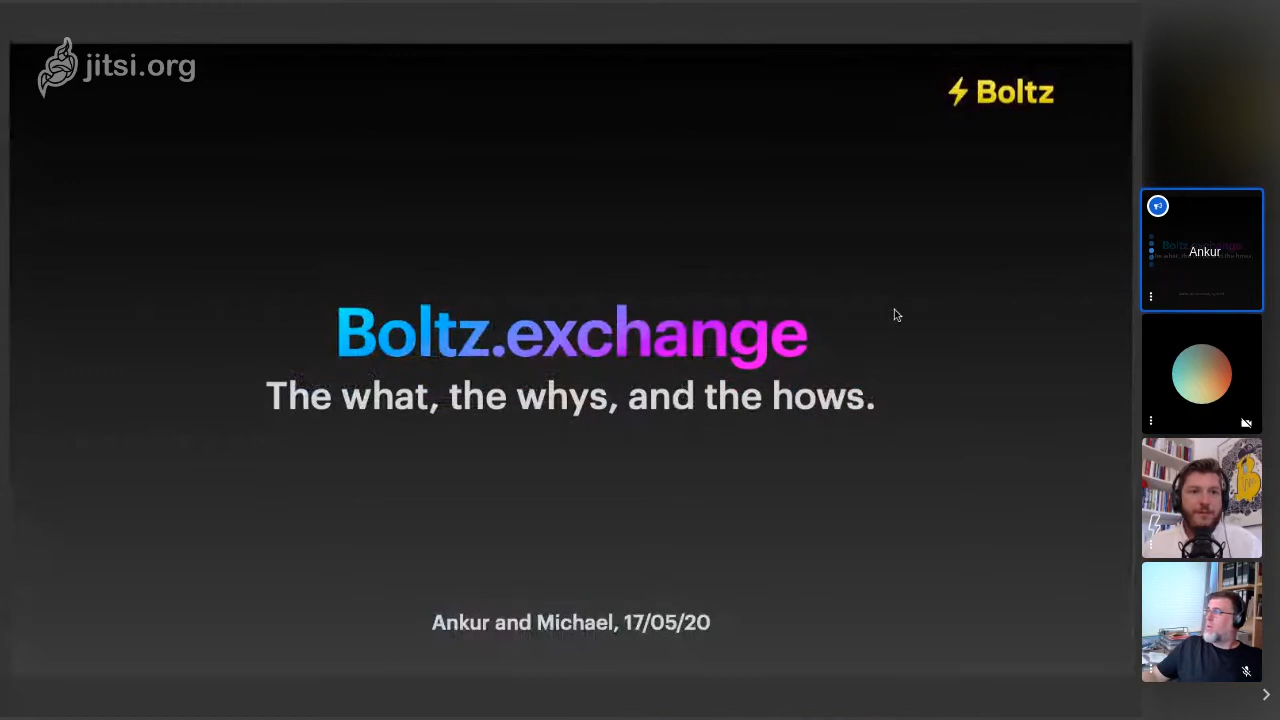 jitsi.org
Boltz
Boltz.exchange
The what, the whys, and the hows.
Ankur and Michael, 17/05/20
Ankur